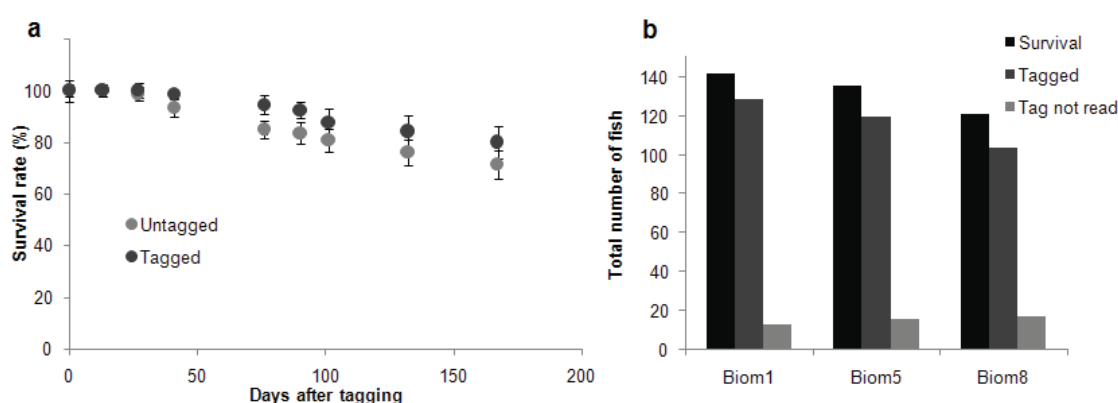 a
100
80
60
40
20
0
Survival rate (%)
Untagged
Tagged
0 50 100 150 200
Days after tagging
b
Survival
Tagged
Tag not read
140
120
100
80
60
40
20
0
Total number of fish
Biom1 Biom5 Biom8